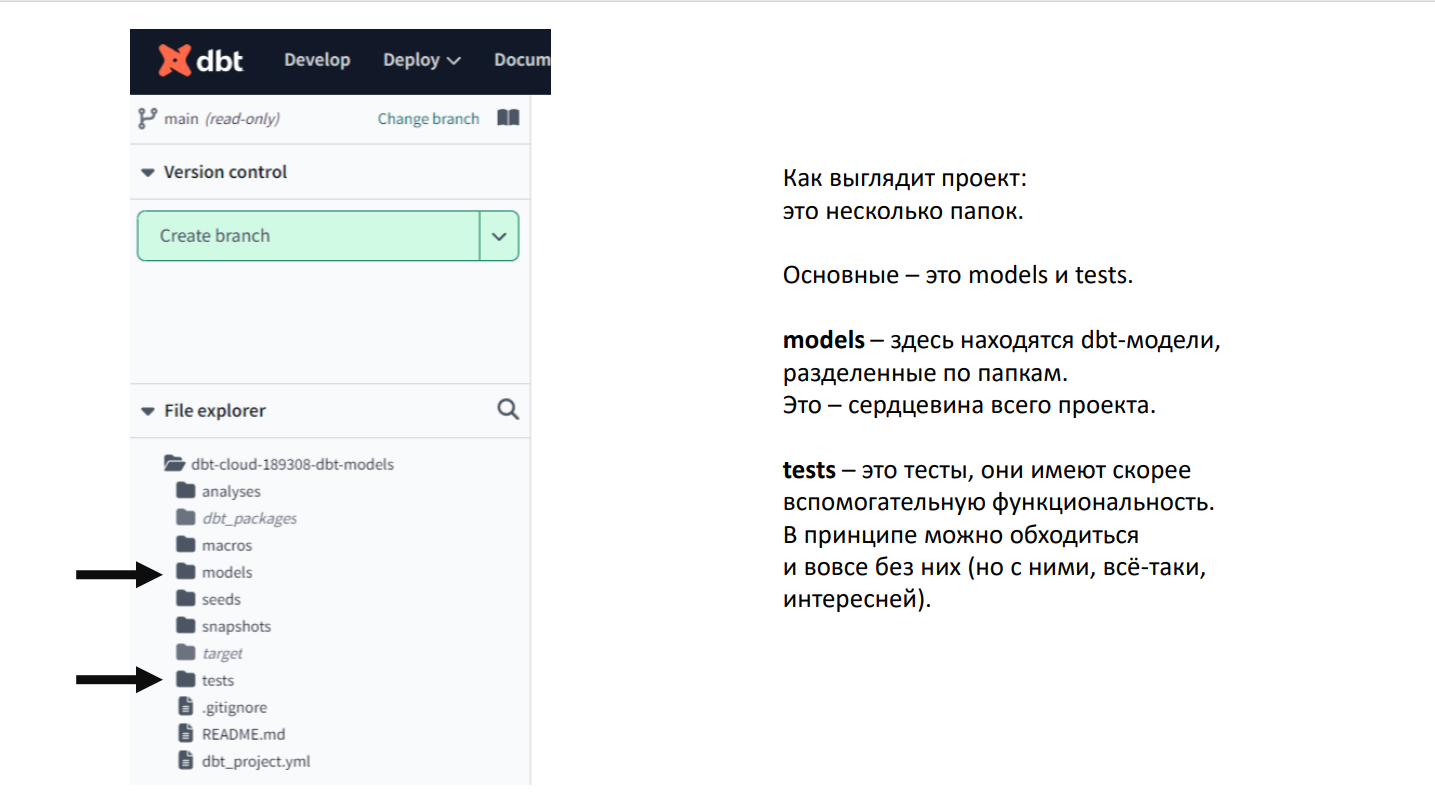 dbt Develop Deploy Docum
main (read-only) Change branch
Version control
Create branch
File explorer
dbt-cloud-189308-dbt-models
analyses
dbt_packages
macros
models
seeds
snapshots
target
tests
.gitignore
README.md
dbt_project.yml
Как выглядит проект:
это несколько папок.
Основные – это models и tests.
models – здесь находятся dbt-модели,
разделенные по папкам.
Это – сердцевина всего проекта.
tests – это тесты, они имеют скорее
вспомогательную функциональность.
В принципе можно обходиться
и вовсе без них (но с ними, всё-таки,
интересней).